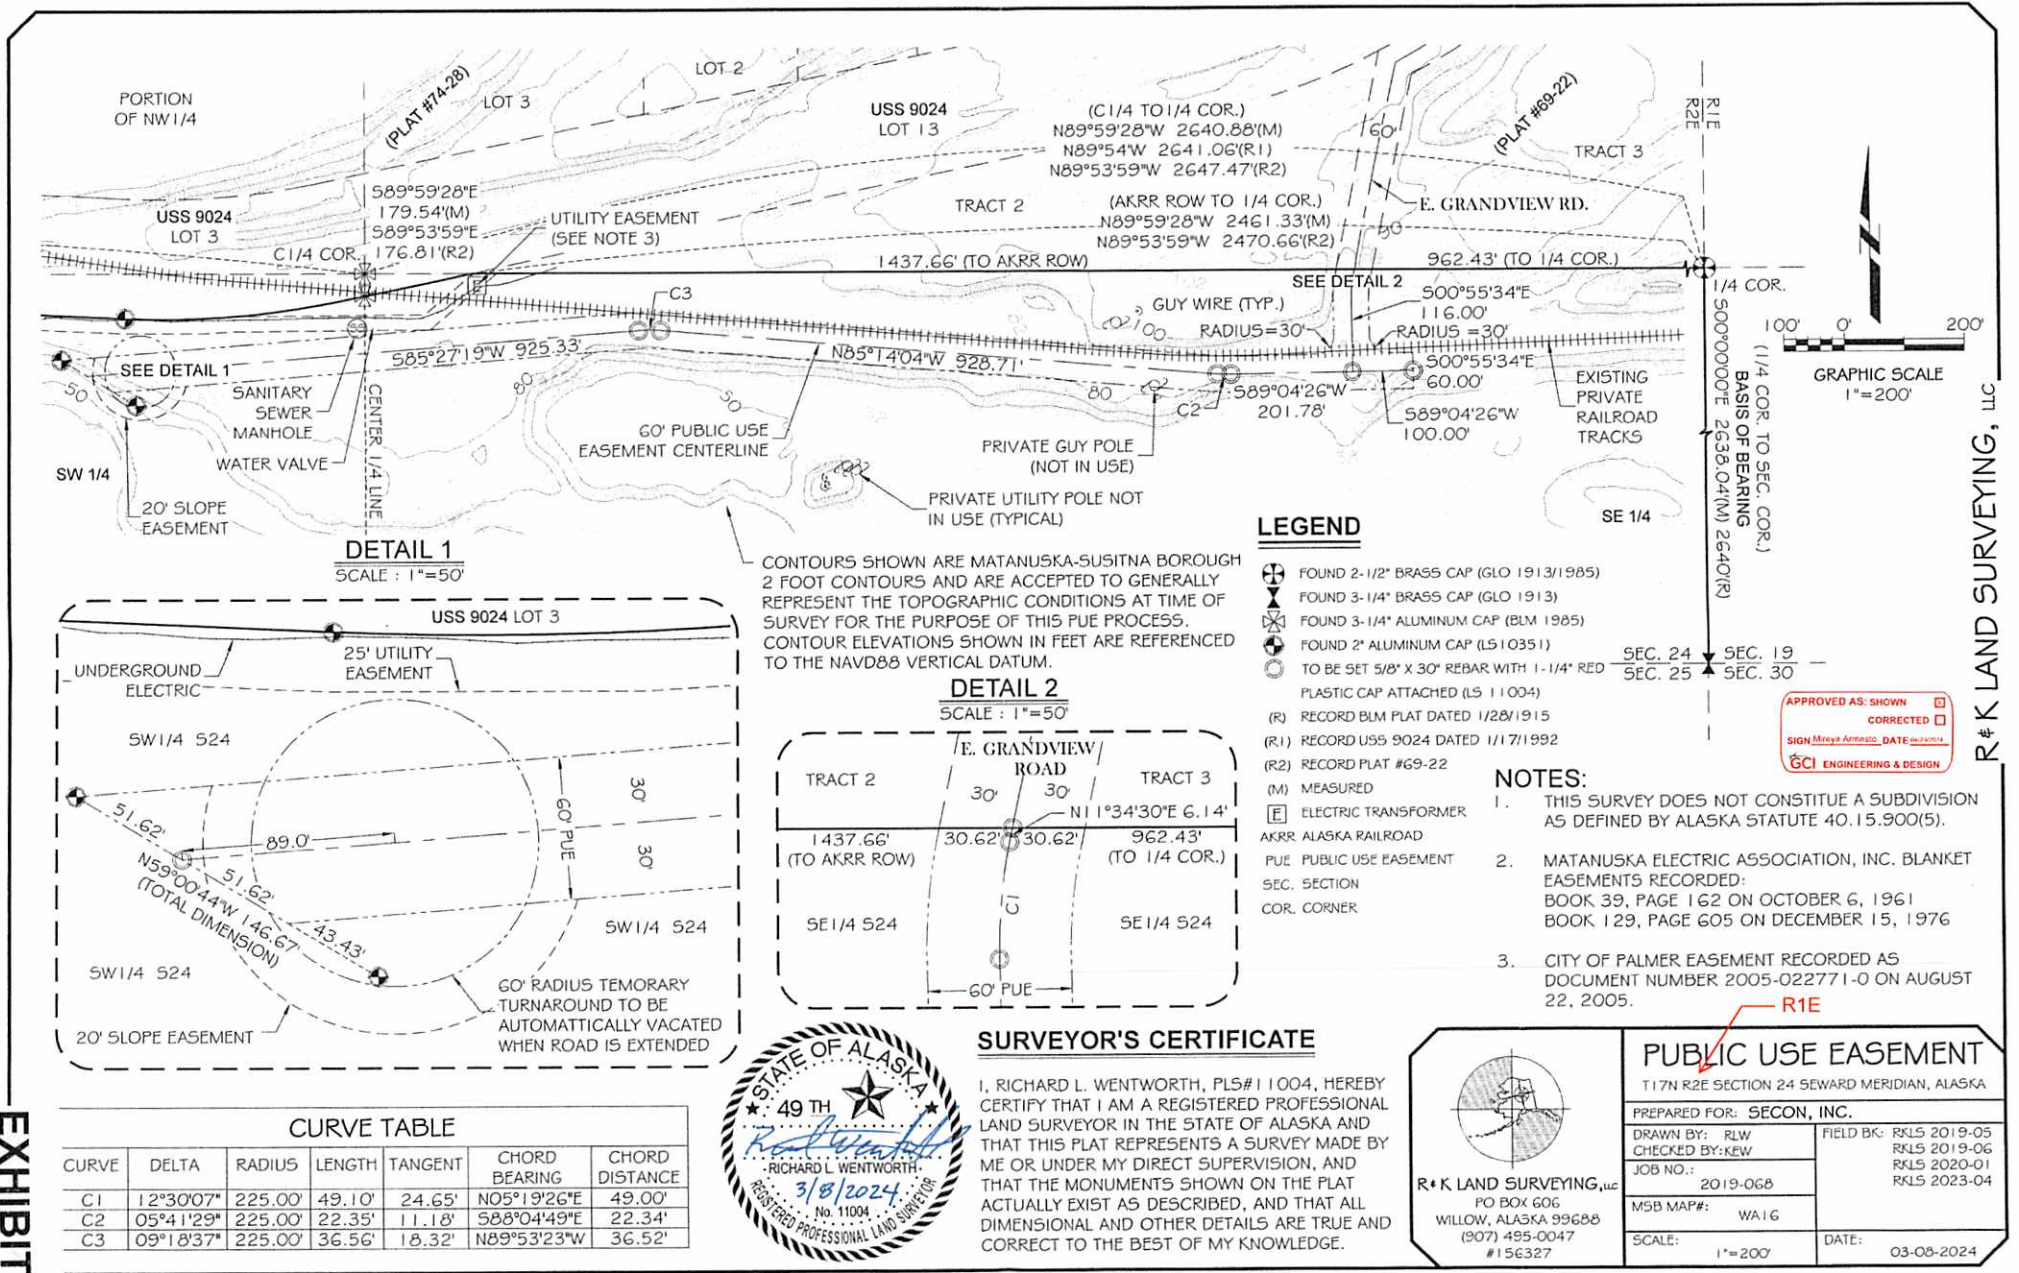 PORTION
OF NW1/4
(PLAT #74-28)
LOT 3
LOT 2
USS 9024
LOT 13
(C1/4 TO 1/4 COR.)
N89°59'28"W 2640.88'(M)
N89°54'W 2641.06'(R1)
N89°53'59"W 2647.47'(R2)
60'
(PLAT #69-22)
TRACT 3
R1E
R2E
USS 9024
LOT 3
S89°59'28"E
179.54'(M)
S89°53'59"E
176.81'(R2)
C1/4 COR.
UTILITY EASEMENT
(SEE NOTE 3)
TRACT 2
(AKRR ROW TO 1/4 COR.)
N89°59'28"W 2461.33'(M)
N89°53'59"W 2470.66'(R2)
E. GRANDVIEW RD.
1437.66' (TO AKRR ROW)
962.43' (TO 1/4 COR.)
1/4 COR.
SEE DETAIL 2
C3
GUY WIRE (TYP.)
100
S00°55'34"E
116.00'
RADIUS=30'
RADIUS =30'
S85°27'19"W 925.33'
N85°14'04"W 928.71'
S00°55'34"E
60.00'
SEE DETAIL 1
50
80
50
80
C2
S89°04'26"W
201.78'
S89°04'26"W
100.00'
EXISTING
PRIVATE
RAILROAD
TRACKS
SANITARY
SEWER
MANHOLE
WATER VALVE
CENTER 1/4 LINE
60' PUBLIC USE
EASEMENT CENTERLINE
PRIVATE GUY POLE
(NOT IN USE)
PRIVATE UTILITY POLE NOT
IN USE (TYPICAL)
SW 1/4
20' SLOPE
EASEMENT
SE 1/4
S00°00'00"E 2638.04'(M) 2640'(R)
BASIS OF BEARING
(1/4 COR. TO SEC. COR.)
100' 0' 200'
GRAPHIC SCALE
1"=200'
R&K LAND SURVEYING, LLC
SEC. 24 SEC. 19
SEC. 25 SEC. 30
CONTOURS SHOWN ARE MATANUSKA-SUSITNA BOROUGH
2 FOOT CONTOURS AND ARE ACCEPTED TO GENERALLY
REPRESENT THE TOPOGRAPHIC CONDITIONS AT TIME OF
SURVEY FOR THE PURPOSE OF THIS PUE PROCESS.
CONTOUR ELEVATIONS SHOWN IN FEET ARE REFERENCED
TO THE NAVD88 VERTICAL DATUM.
LEGEND
FOUND 2-1/2" BRASS CAP (GLO 1913/1985)
FOUND 3-1/4" BRASS CAP (GLO 1913)
FOUND 3-1/4" ALUMINUM CAP (BLM 1985)
FOUND 2" ALUMINUM CAP (LS10351)
TO BE SET 5/8" X 30" REBAR WITH 1-1/4" RED
PLASTIC CAP ATTACHED (LS 11004)
(R) RECORD BLM PLAT DATED 1/28/1915
(R1) RECORD USS 9024 DATED 1/17/1992
(R2) RECORD PLAT #69-22
(M) MEASURED
E ELECTRIC TRANSFORMER
AKRR ALASKA RAILROAD
PUE PUBLIC USE EASEMENT
SEC. SECTION
COR. CORNER
APPROVED AS: SHOWN
CORRECTED
SIGN Mireya Armesto DATE
GCI ENGINEERING & DESIGN
NOTES:
1. THIS SURVEY DOES NOT CONSTITUE A SUBDIVISION
AS DEFINED BY ALASKA STATUTE 40.15.900(5).
2. MATANUSKA ELECTRIC ASSOCIATION, INC. BLANKET
EASEMENTS RECORDED:
BOOK 39, PAGE 162 ON OCTOBER 6, 1961
BOOK 129, PAGE 605 ON DECEMBER 15, 1976
3. CITY OF PALMER EASEMENT RECORDED AS
DOCUMENT NUMBER 2005-022771-0 ON AUGUST
22, 2005.
R1E
DETAIL 1
SCALE : 1"=50'
USS 9024 LOT 3
UNDERGROUND
ELECTRIC
25' UTILITY
EASEMENT
SW1/4 S24
51.62'
89.0'
60' PUE
30'
30'
51.62'
N59°00'44"W 146.67'
(TOTAL DIMENSION)
43.43'
SW1/4 S24
SW1/4 S24
20' SLOPE EASEMENT
60' RADIUS TEMORARY
TURNAROUND TO BE
AUTOMATTICALLY VACATED
WHEN ROAD IS EXTENDED
DETAIL 2
SCALE : 1"=50'
E. GRANDVIEW
ROAD
TRACT 2
TRACT 3
30' 30'
N11°34'30"E 6.14'
1437.66'
(TO AKRR ROW)
30.62' 30.62'
962.43'
(TO 1/4 COR.)
C1
SE1/4 S24
SE1/4 S24
60' PUE
EXHIBIT
CURVE TABLE
CURVE DELTA RADIUS LENGTH TANGENT CHORD BEARING CHORD DISTANCE
C1 12°30'07" 225.00' 49.10' 24.65' N05°19'26"E 49.00'
C2 05°41'29" 225.00' 22.35' 11.18' S88°04'49"E 22.34'
C3 09°18'37" 225.00' 36.56' 18.32' N89°53'23"W 36.52'
STATE OF ALASKA
49 TH
RICHARD L. WENTWORTH
3/8/2024
No. 11004
REGISTERED PROFESSIONAL LAND SURVEYOR
SURVEYOR'S CERTIFICATE
I, RICHARD L. WENTWORTH, PLS#11004, HEREBY
CERTIFY THAT I AM A REGISTERED PROFESSIONAL
LAND SURVEYOR IN THE STATE OF ALASKA AND
THAT THIS PLAT REPRESENTS A SURVEY MADE BY
ME OR UNDER MY DIRECT SUPERVISION, AND
THAT THE MONUMENTS SHOWN ON THE PLAT
ACTUALLY EXIST AS DESCRIBED, AND THAT ALL
DIMENSIONAL AND OTHER DETAILS ARE TRUE AND
CORRECT TO THE BEST OF MY KNOWLEDGE.
R&K LAND SURVEYING, LLC
PO BOX 606
WILLOW, ALASKA 99688
(907) 495-0047
#156327
PUBLIC USE EASEMENT
T17N R2E SECTION 24 SEWARD MERIDIAN, ALASKA
PREPARED FOR: SECON, INC.
DRAWN BY: RLW
CHECKED BY: KEW
JOB NO.:
2019-068
MSB MAP#:
WA16
SCALE:
1"=200'
FIELD BK: RKLS 2019-05
RKLS 2019-06
RKLS 2020-01
RKLS 2023-04
DATE:
03-08-2024